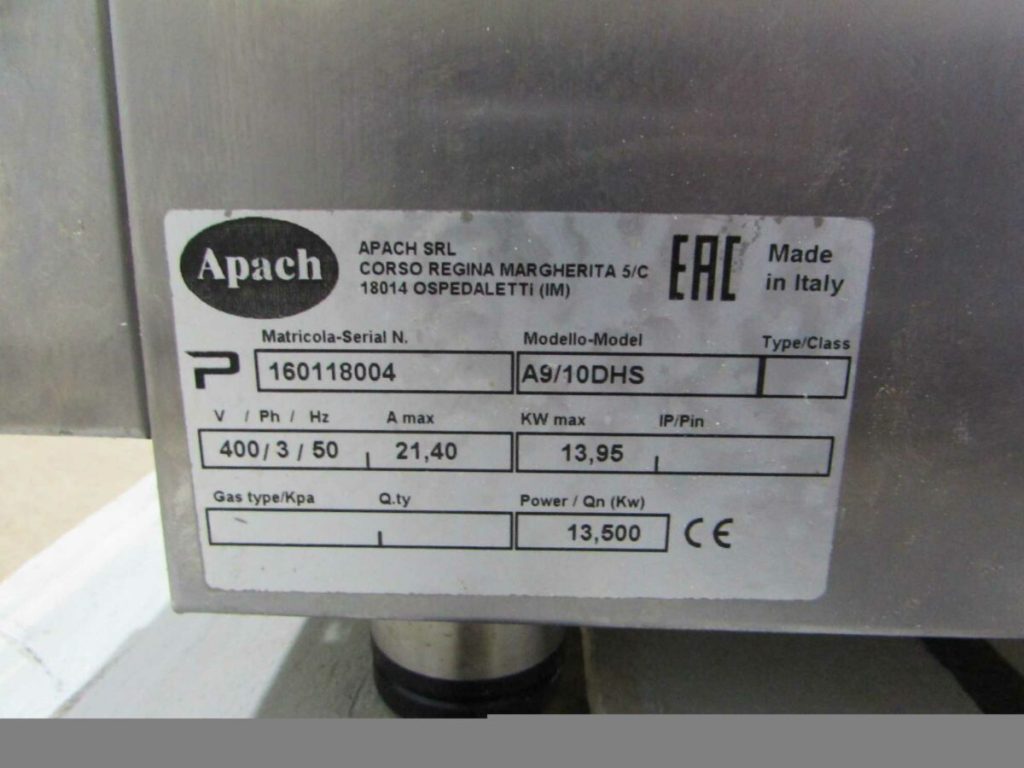 Apach
APACH SRL
CORSO REGINA MARGHERITA 5/C
18014 OSPEDALETTi (IM)
EAC
Made
in Italy
Matricola-Serial N. Modello-Model Type/Class
P 160118004 A9/10DHS
V / Ph / Hz A max KW max IP/Pin
400/ 3 / 50 21,40 13,95
Gas type/Kpa Q.ty Power / Qn (Kw)
13,500 CE